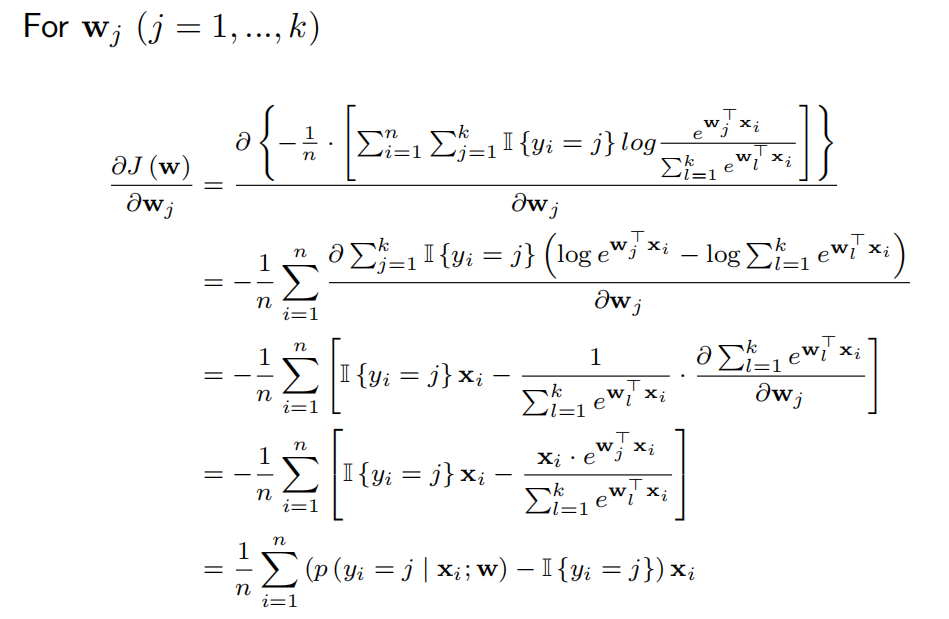 For $\mathbf{w}_j$ $(j = 1, ..., k)$
$\frac{\partial J(\mathbf{w})}{\partial \mathbf{w}_j} = \frac{\partial \left\{ -\frac{1}{n} \cdot \left[ \sum_{i=1}^{n} \sum_{j=1}^{k} \mathbb{I}\{y_i = j\} log \frac{e^{\mathbf{w}_j^\top \mathbf{x}_i}}{\sum_{l=1}^{k} e^{\mathbf{w}_l^\top \mathbf{x}_i}} \right] \right\}}{\partial \mathbf{w}_j}$
$= -\frac{1}{n} \sum_{i=1}^{n} \frac{\partial \sum_{j=1}^{k} \mathbb{I}\{y_i = j\} \left( \log e^{\mathbf{w}_j^\top \mathbf{x}_i} - \log \sum_{l=1}^{k} e^{\mathbf{w}_l^\top \mathbf{x}_i} \right)}{\partial \mathbf{w}_j}$
$= -\frac{1}{n} \sum_{i=1}^{n} \left[ \mathbb{I}\{y_i = j\} \mathbf{x}_i - \frac{1}{\sum_{l=1}^{k} e^{\mathbf{w}_l^\top \mathbf{x}_i}} \cdot \frac{\partial \sum_{l=1}^{k} e^{\mathbf{w}_l^\top \mathbf{x}_i}}{\partial \mathbf{w}_j} \right]$
$= -\frac{1}{n} \sum_{i=1}^{n} \left[ \mathbb{I}\{y_i = j\} \mathbf{x}_i - \frac{\mathbf{x}_i \cdot e^{\mathbf{w}_j^\top \mathbf{x}_i}}{\sum_{l=1}^{k} e^{\mathbf{w}_l^\top \mathbf{x}_i}} \right]$
$= \frac{1}{n} \sum_{i=1}^{n} \left( p(y_i = j \mid \mathbf{x}_i; \mathbf{w}) - \mathbb{I}\{y_i = j\} \right) \mathbf{x}_i$